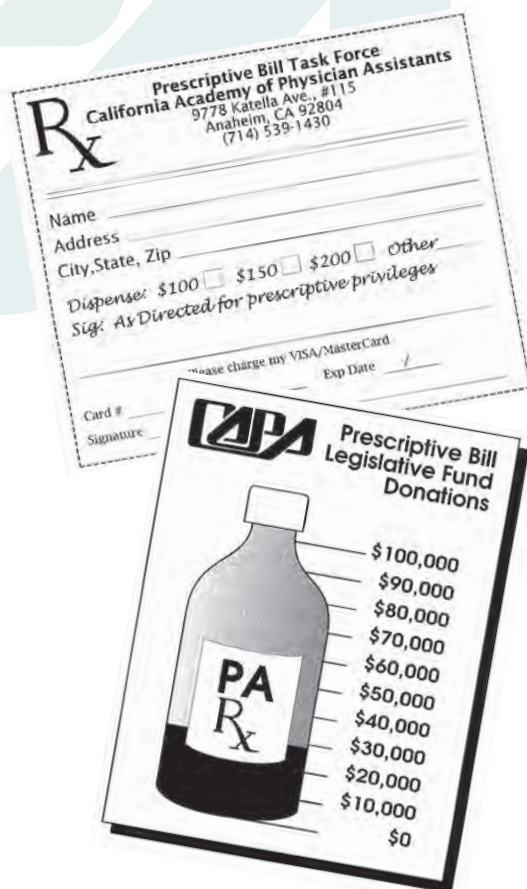 Rx
Prescriptive Bill Task Force
California Academy of Physician Assistants
9778 Katella Ave., #115
Anaheim, CA 92804
(714) 539-1430
Name
Address
City,State, Zip
Dispense: $100 $150 $200 Other
Sig: As Directed for prescriptive privileges
Please charge my VISA/MasterCard
Card # Exp Date /
Signature
CAPA
Prescriptive Bill
Legislative Fund
Donations
$100,000
$90,000
$80,000
$70,000
$60,000
$50,000
$40,000
$30,000
$20,000
$10,000
$0
PA
Rx